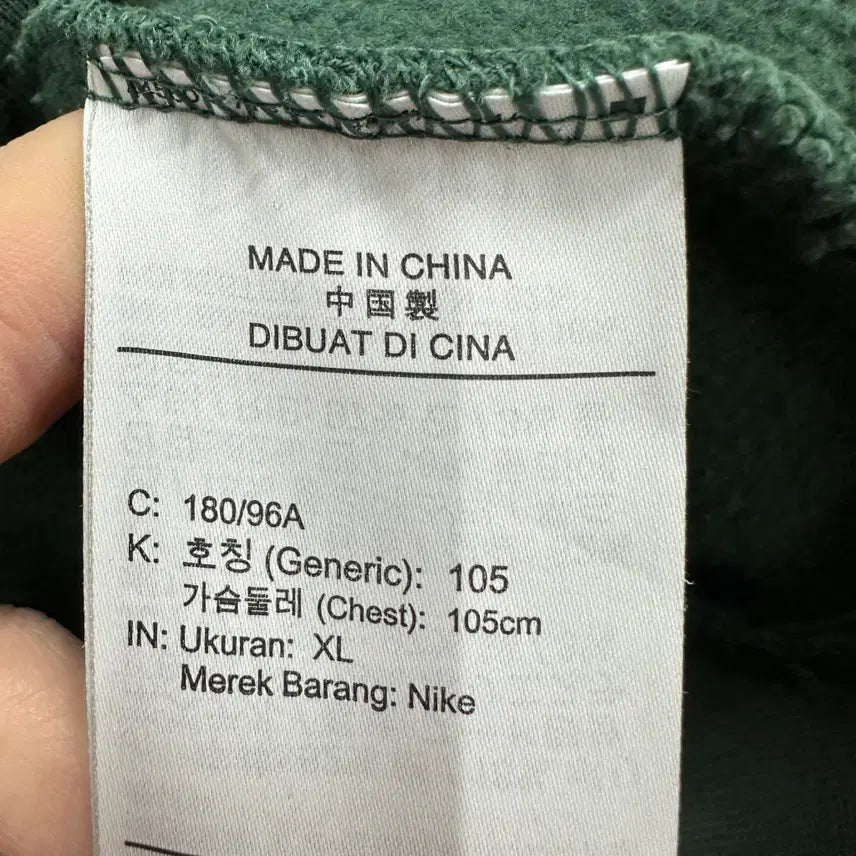 MADE IN CHINA
中国製
DIBUAT DI CINA
C: 180/96A
K: 호칭 (Generic): 105
가슴둘레 (Chest): 105cm
IN: Ukuran: XL
Merek Barang: Nike